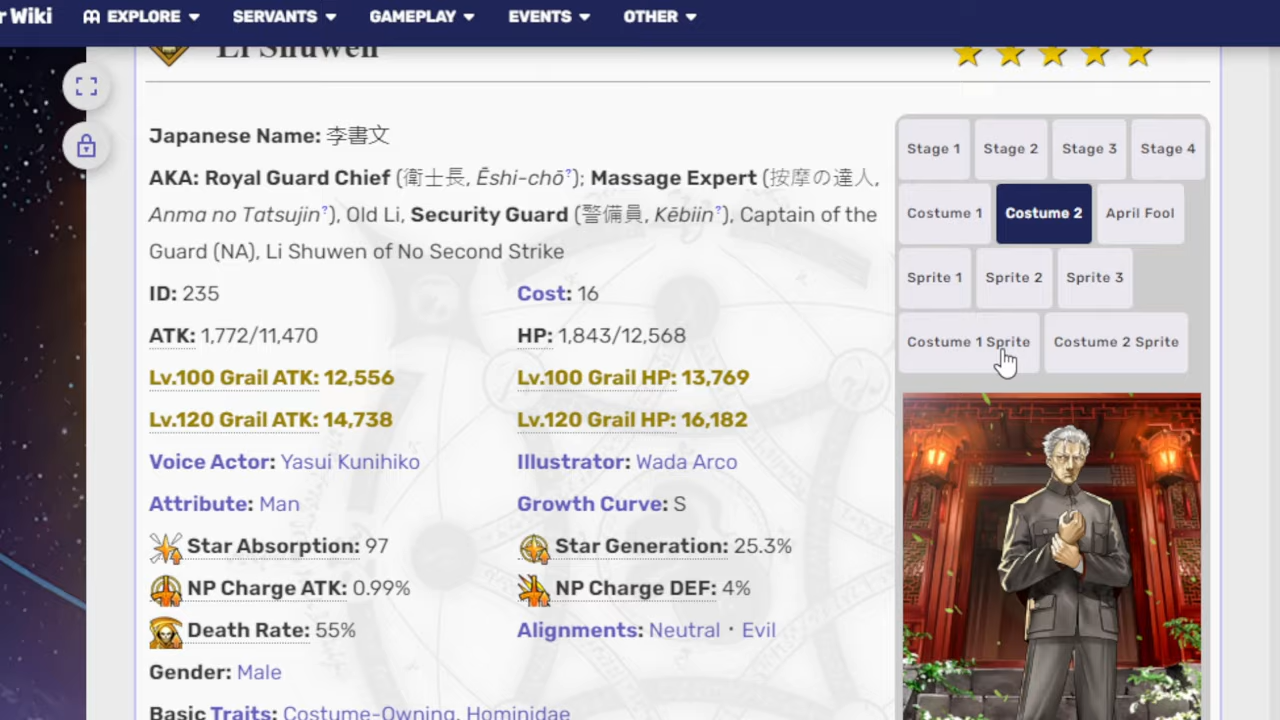 r Wiki
EXPLORE
SERVANTS
GAMEPLAY
EVENTS
OTHER
Li Shuwen
Japanese Name: 李書文
AKA: Royal Guard Chief (衛士長, Ēshi-chō?); Massage Expert (按摩の達人,
Anma no Tatsujin?), Old Li, Security Guard (警備員, Kēbiin?), Captain of the
Guard (NA), Li Shuwen of No Second Strike
ID: 235
Cost: 16
ATK: 1,772/11,470
HP: 1,843/12,568
Lv.100 Grail ATK: 12,556
Lv.100 Grail HP: 13,769
Lv.120 Grail ATK: 14,738
Lv.120 Grail HP: 16,182
Voice Actor: Yasui Kunihiko
Illustrator: Wada Arco
Attribute: Man
Growth Curve: S
Star Absorption: 97
Star Generation: 25.3%
NP Charge ATK: 0.99%
NP Charge DEF: 4%
Death Rate: 55%
Alignments: Neutral・Evil
Gender: Male
Basic Traits: Costume-Owning, Hominidae
Stage 1
Stage 2
Stage 3
Stage 4
Costume 1
Costume 2
April Fool
Sprite 1
Sprite 2
Sprite 3
Costume 1 Sprite
Costume 2 Sprite